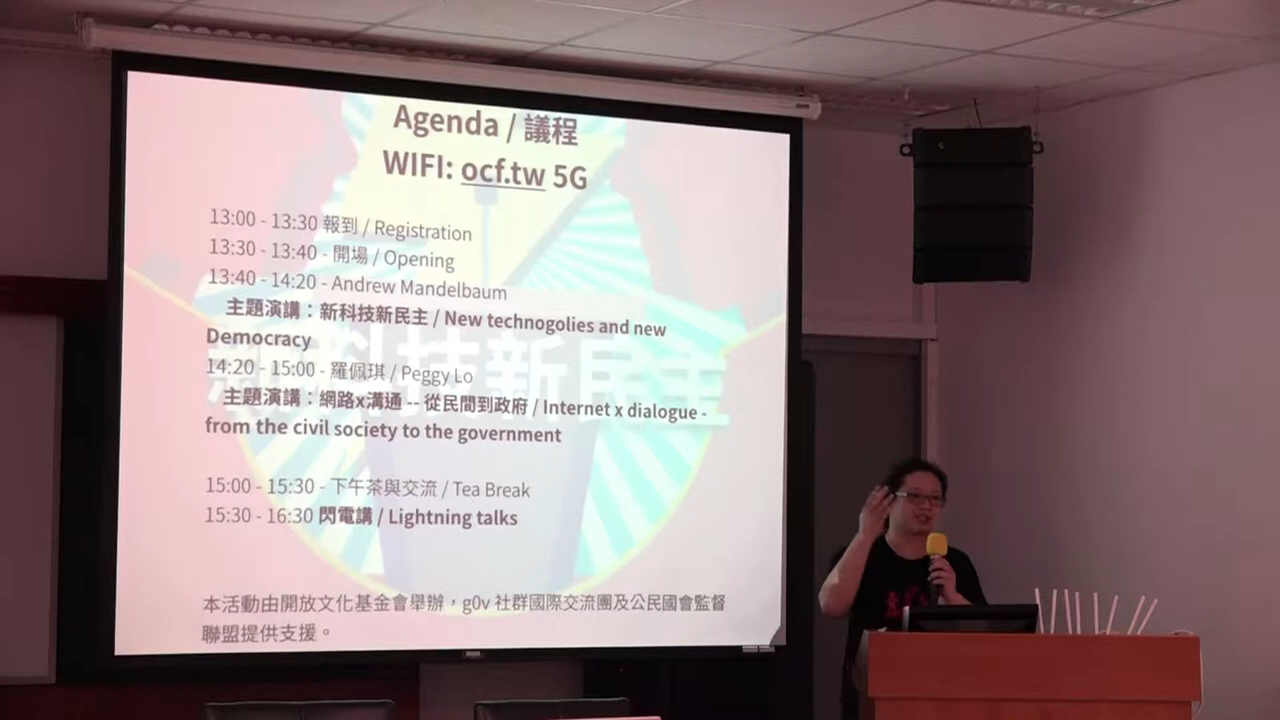 Agenda / 議程
WIFI: ocf.tw 5G
13:00 - 13:30 報到 / Registration
13:30 - 13:40 - 開場 / Opening
13:40 - 14:20 - Andrew Mandelbaum
主題演講：新科技新民主 / New technogolies and new
Democracy
14:20 - 15:00 - 羅佩琪 / Peggy Lo
主題演講：網路x溝通 -- 從民間到政府 / Internet x dialogue -
from the civil society to the government
新科技新民主
15:00 - 15:30 - 下午茶與交流 / Tea Break
15:30 - 16:30 閃電講 / Lightning talks
本活動由開放文化基金會舉辦，g0v 社群國際交流團及公民國會監督
聯盟提供支援。